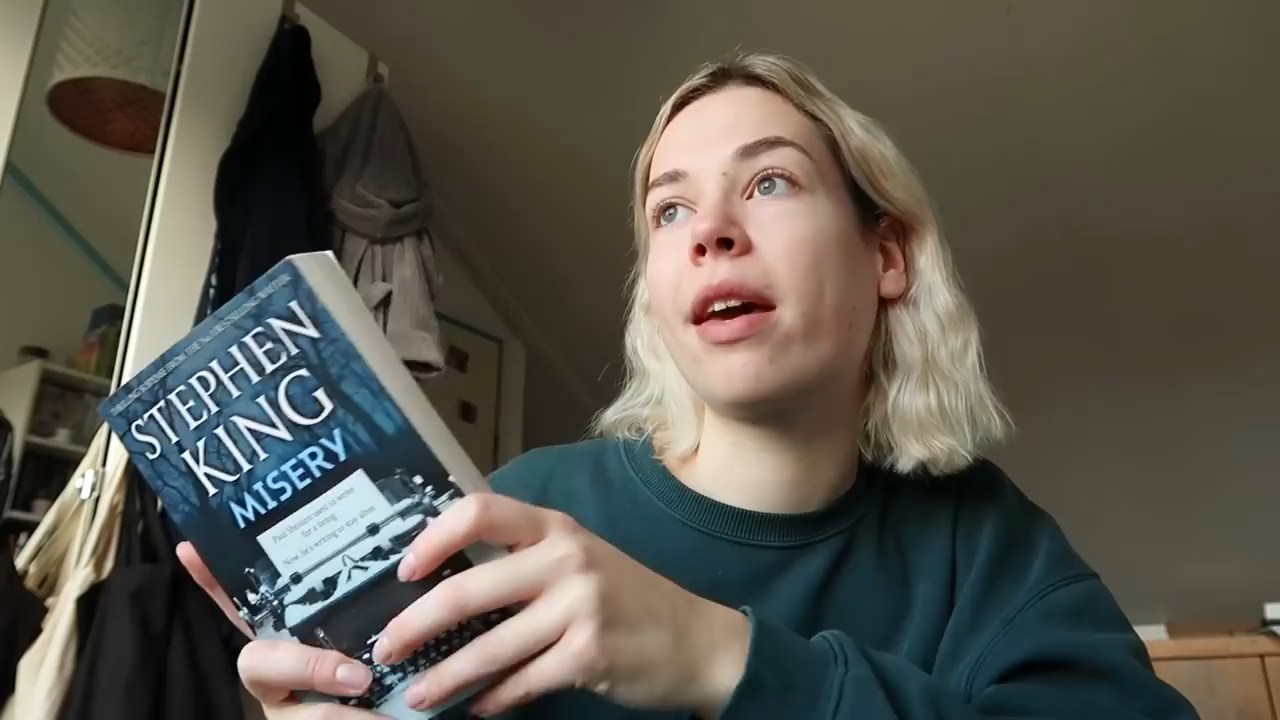 STEPHEN
KING
MISERY
Paul Sheldon used to write
for a living.
Now he's writing to stay alive.